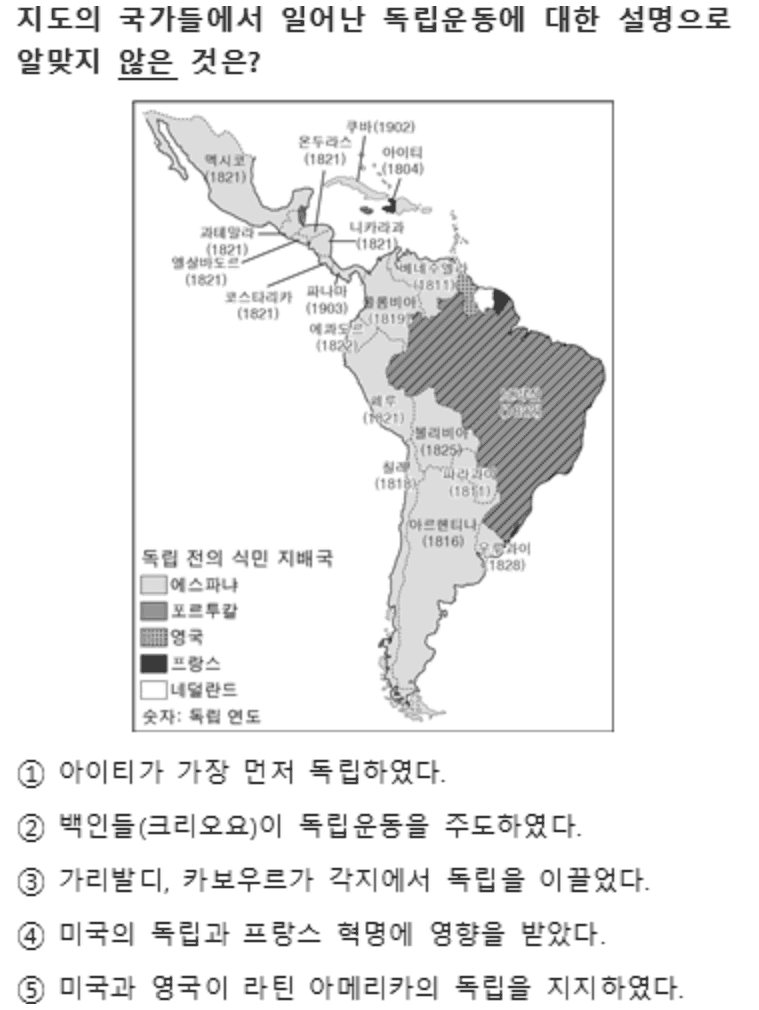 지도의 국가들에서 일어난 독립운동에 대한 설명으로
알맞지 않은 것은?
쿠바(1902)
온두라스
(1821)
아이티
(1804)
멕시코
(1821)
과테말라
(1821)
니카라과
(1821)
엘살바도르
(1821)
베네수엘라
(1811)
코스타리카
(1821)
파나마
(1903)
콜롬비아
(1819)
에콰도르
(1822)
페루
(1821)
볼리비아
(1825)
칠레
(1818)
파라과이
(1811)
아르헨티나
(1816)
우루과이
(1828)
독립 전의 식민 지배국
에스파냐
포르투칼
영국
프랑스
네덜란드
숫자: 독립 연도
① 아이티가 가장 먼저 독립하였다.
② 백인들(크리오요)이 독립운동을 주도하였다.
③ 가리발디, 카보우르가 각지에서 독립을 이끌었다.
④ 미국의 독립과 프랑스 혁명에 영향을 받았다.
⑤ 미국과 영국이 라틴 아메리카의 독립을 지지하였다.